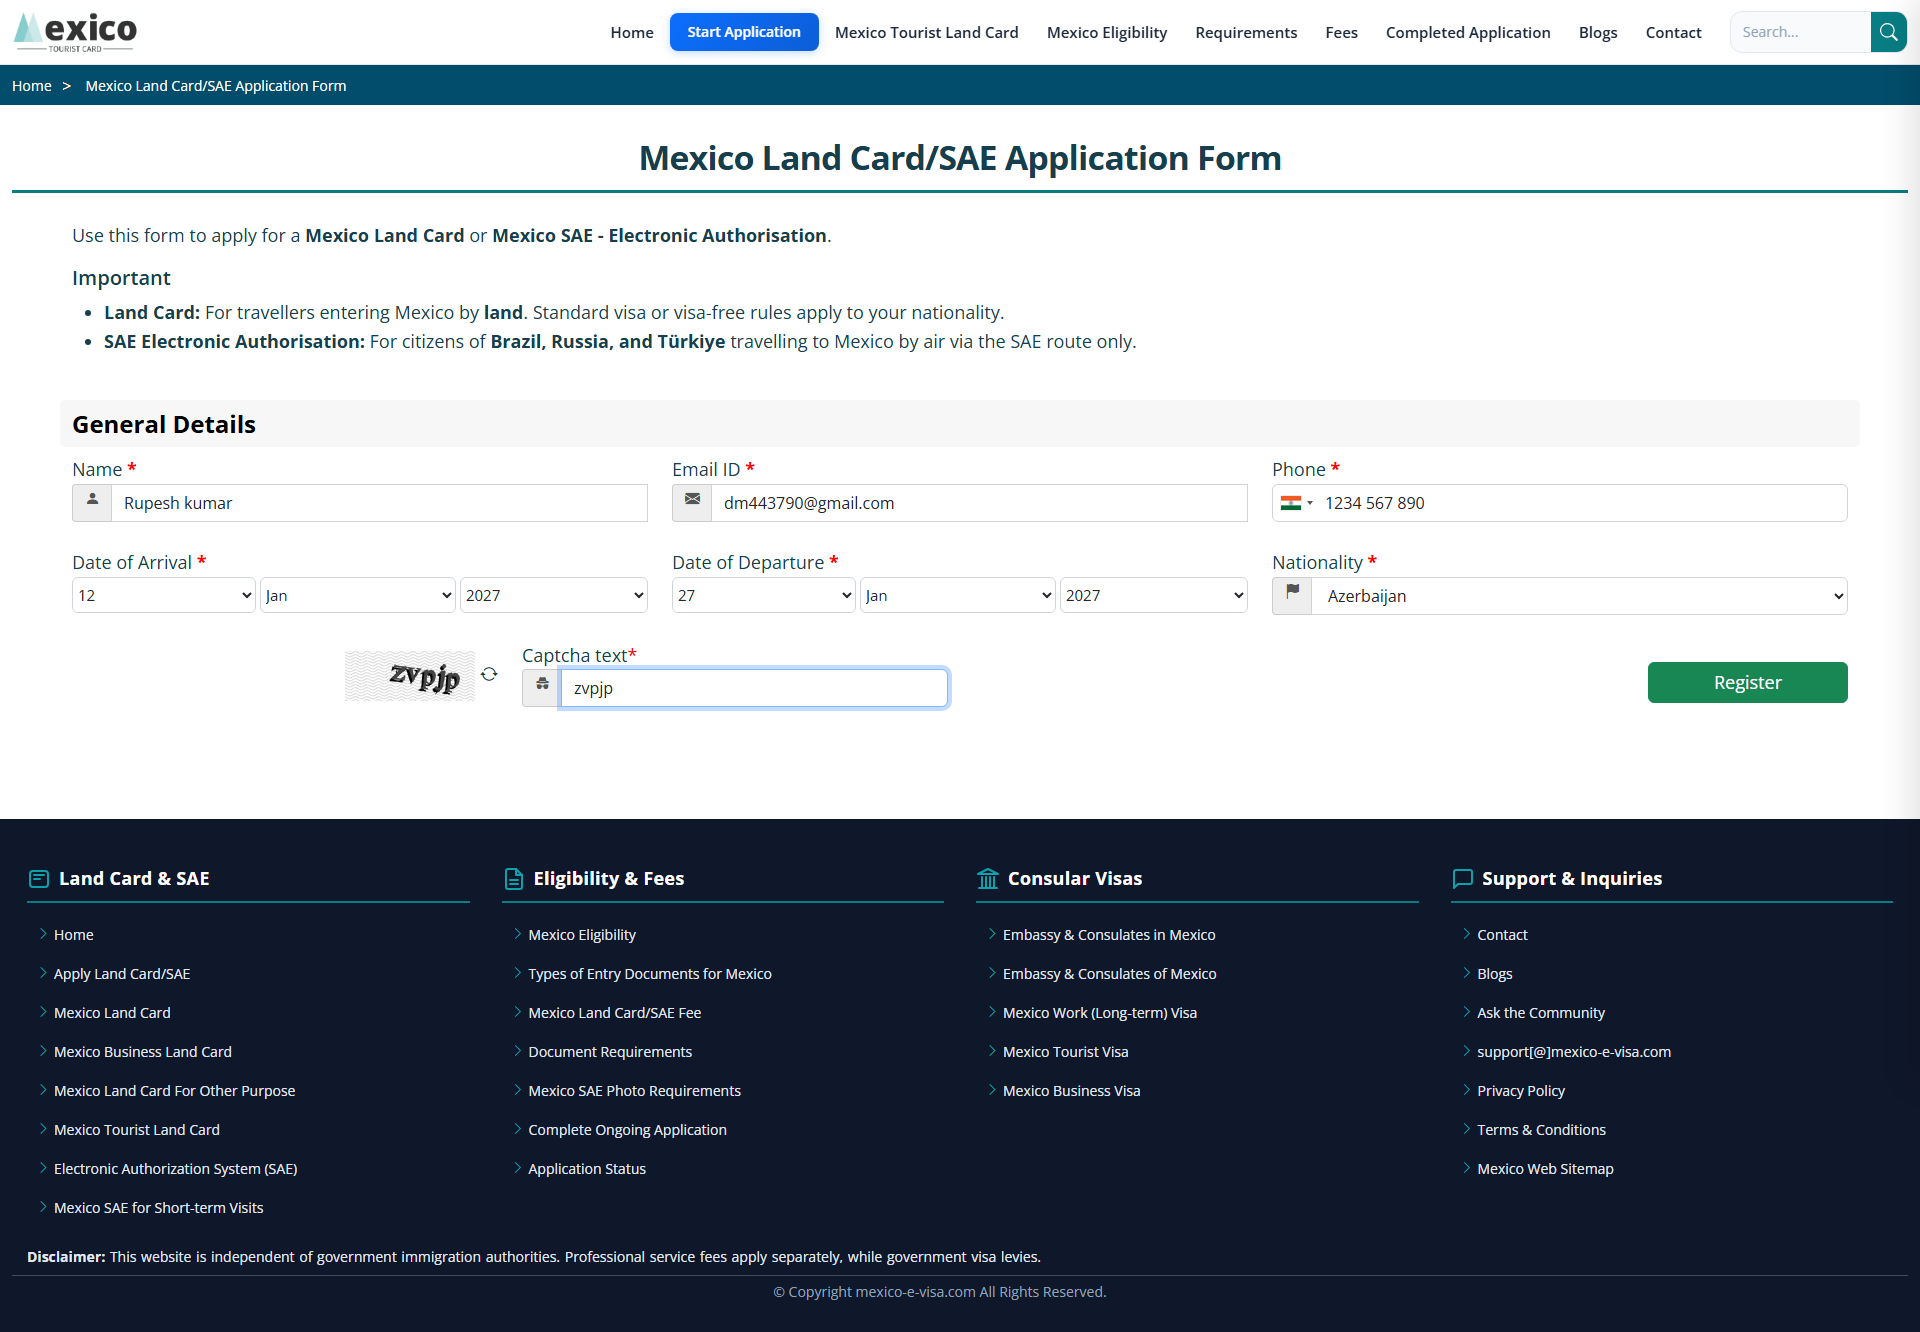 Mexico
TOURIST CARD
Home
Start Application
Mexico Tourist Land Card
Mexico Eligibility
Requirements
Fees
Completed Application
Blogs
Contact
Search...
Home > Mexico Land Card/SAE Application Form
Mexico Land Card/SAE Application Form
Use this form to apply for a Mexico Land Card or Mexico SAE - Electronic Authorisation.
Important
• Land Card: For travellers entering Mexico by land. Standard visa or visa-free rules apply to your nationality.
• SAE Electronic Authorisation: For citizens of Brazil, Russia, and Türkiye travelling to Mexico by air via the SAE route only.
General Details
Name *
Rupesh kumar
Email ID *
dm443790@gmail.com
Phone *
1234 567 890
Date of Arrival *
12 Jan 2027
Date of Departure *
27 Jan 2027
Nationality *
Azerbaijan
zvpjp
Captcha text*
zvpjp
Register
Land Card & SAE
Home
Apply Land Card/SAE
Mexico Land Card
Mexico Business Land Card
Mexico Land Card For Other Purpose
Mexico Tourist Land Card
Electronic Authorization System (SAE)
Mexico SAE for Short-term Visits
Eligibility & Fees
Mexico Eligibility
Types of Entry Documents for Mexico
Mexico Land Card/SAE Fee
Document Requirements
Mexico SAE Photo Requirements
Complete Ongoing Application
Application Status
Consular Visas
Embassy & Consulates in Mexico
Embassy & Consulates of Mexico
Mexico Work (Long-term) Visa
Mexico Tourist Visa
Mexico Business Visa
Support & Inquiries
Contact
Blogs
Ask the Community
support[@]mexico-e-visa.com
Privacy Policy
Terms & Conditions
Mexico Web Sitemap
Disclaimer: This website is independent of government immigration authorities. Professional service fees apply separately, while government visa levies.
© Copyright mexico-e-visa.com All Rights Reserved.